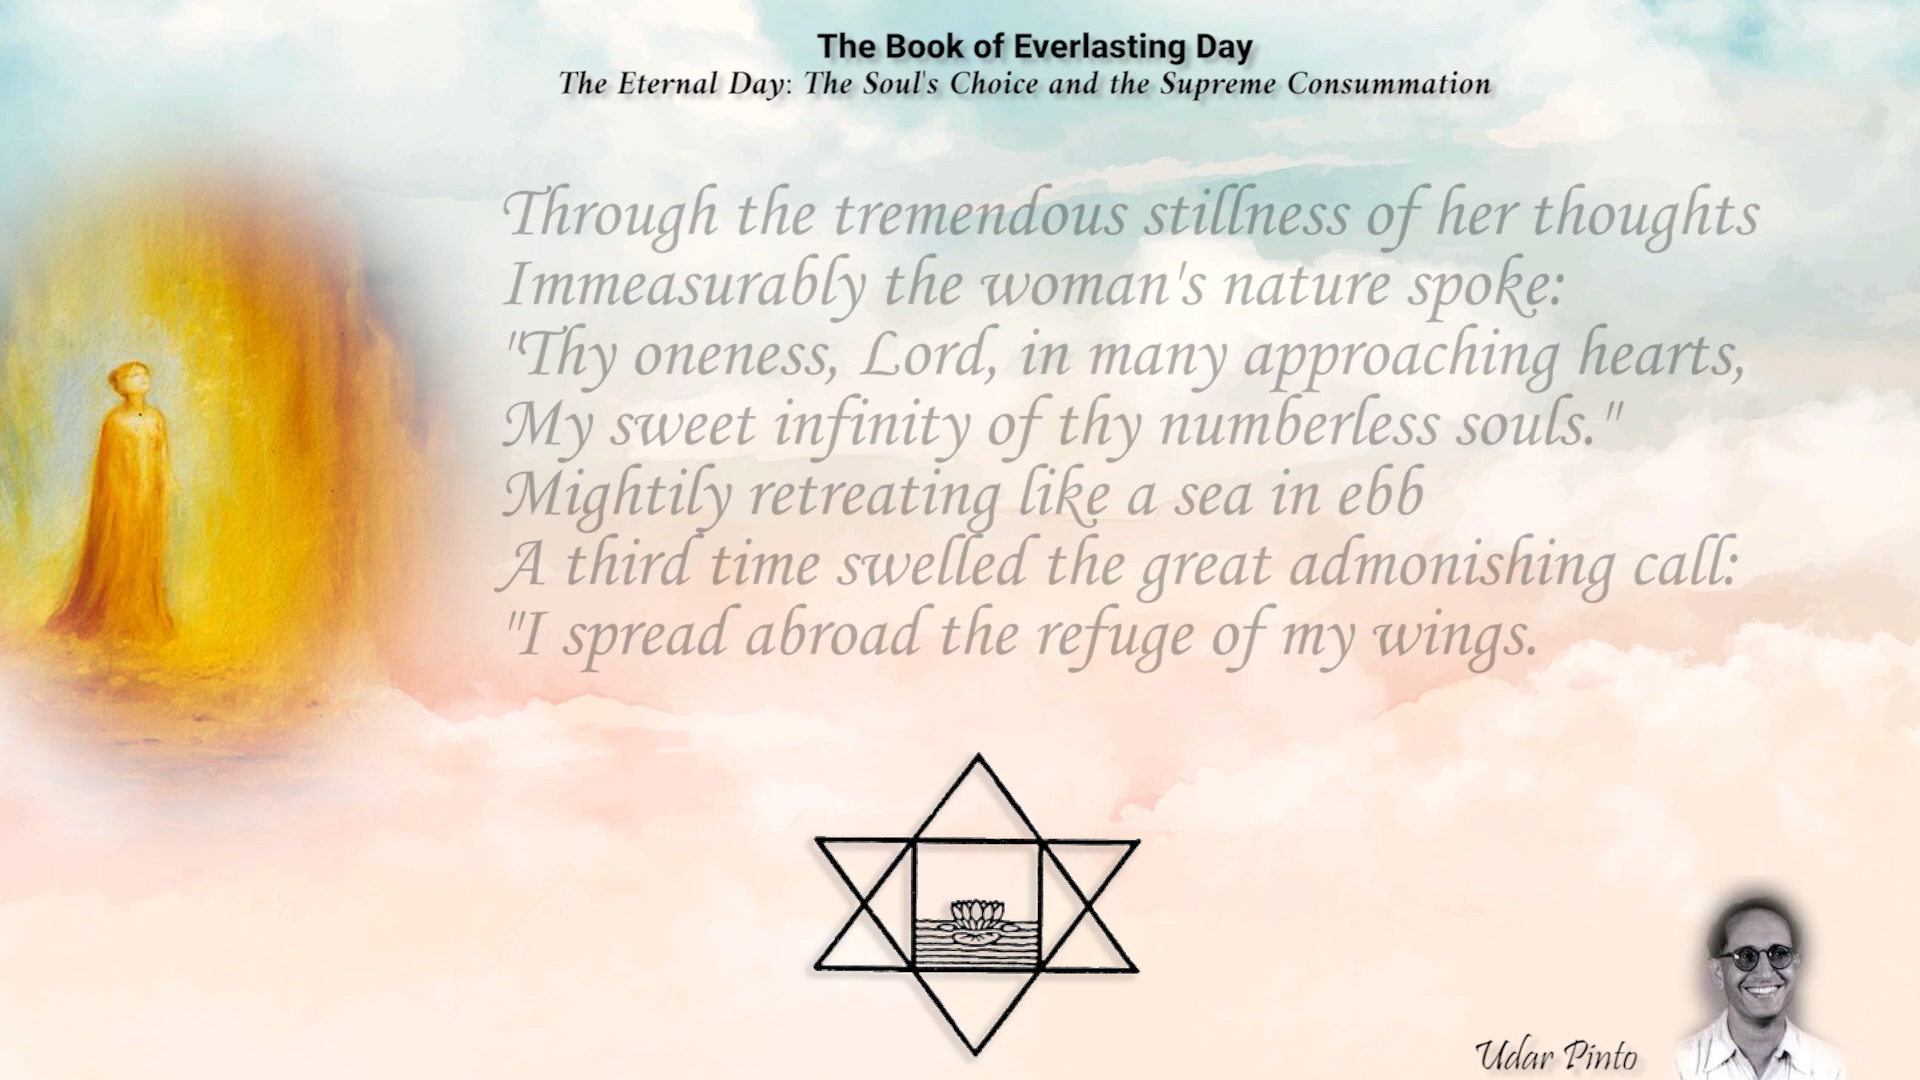 The Book of Everlasting Day
The Eternal Day: The Soul's Choice and the Supreme Consummation
Through the tremendous stillness of her thoughts
Immeasurably the woman's nature spoke:
"Thy oneness, Lord, in many approaching hearts,
My sweet infinity of thy numberless souls."
Mightily retreating like a sea in ebb
A third time swelled the great admonishing call:
"I spread abroad the refuge of my wings.
Udar Pinto